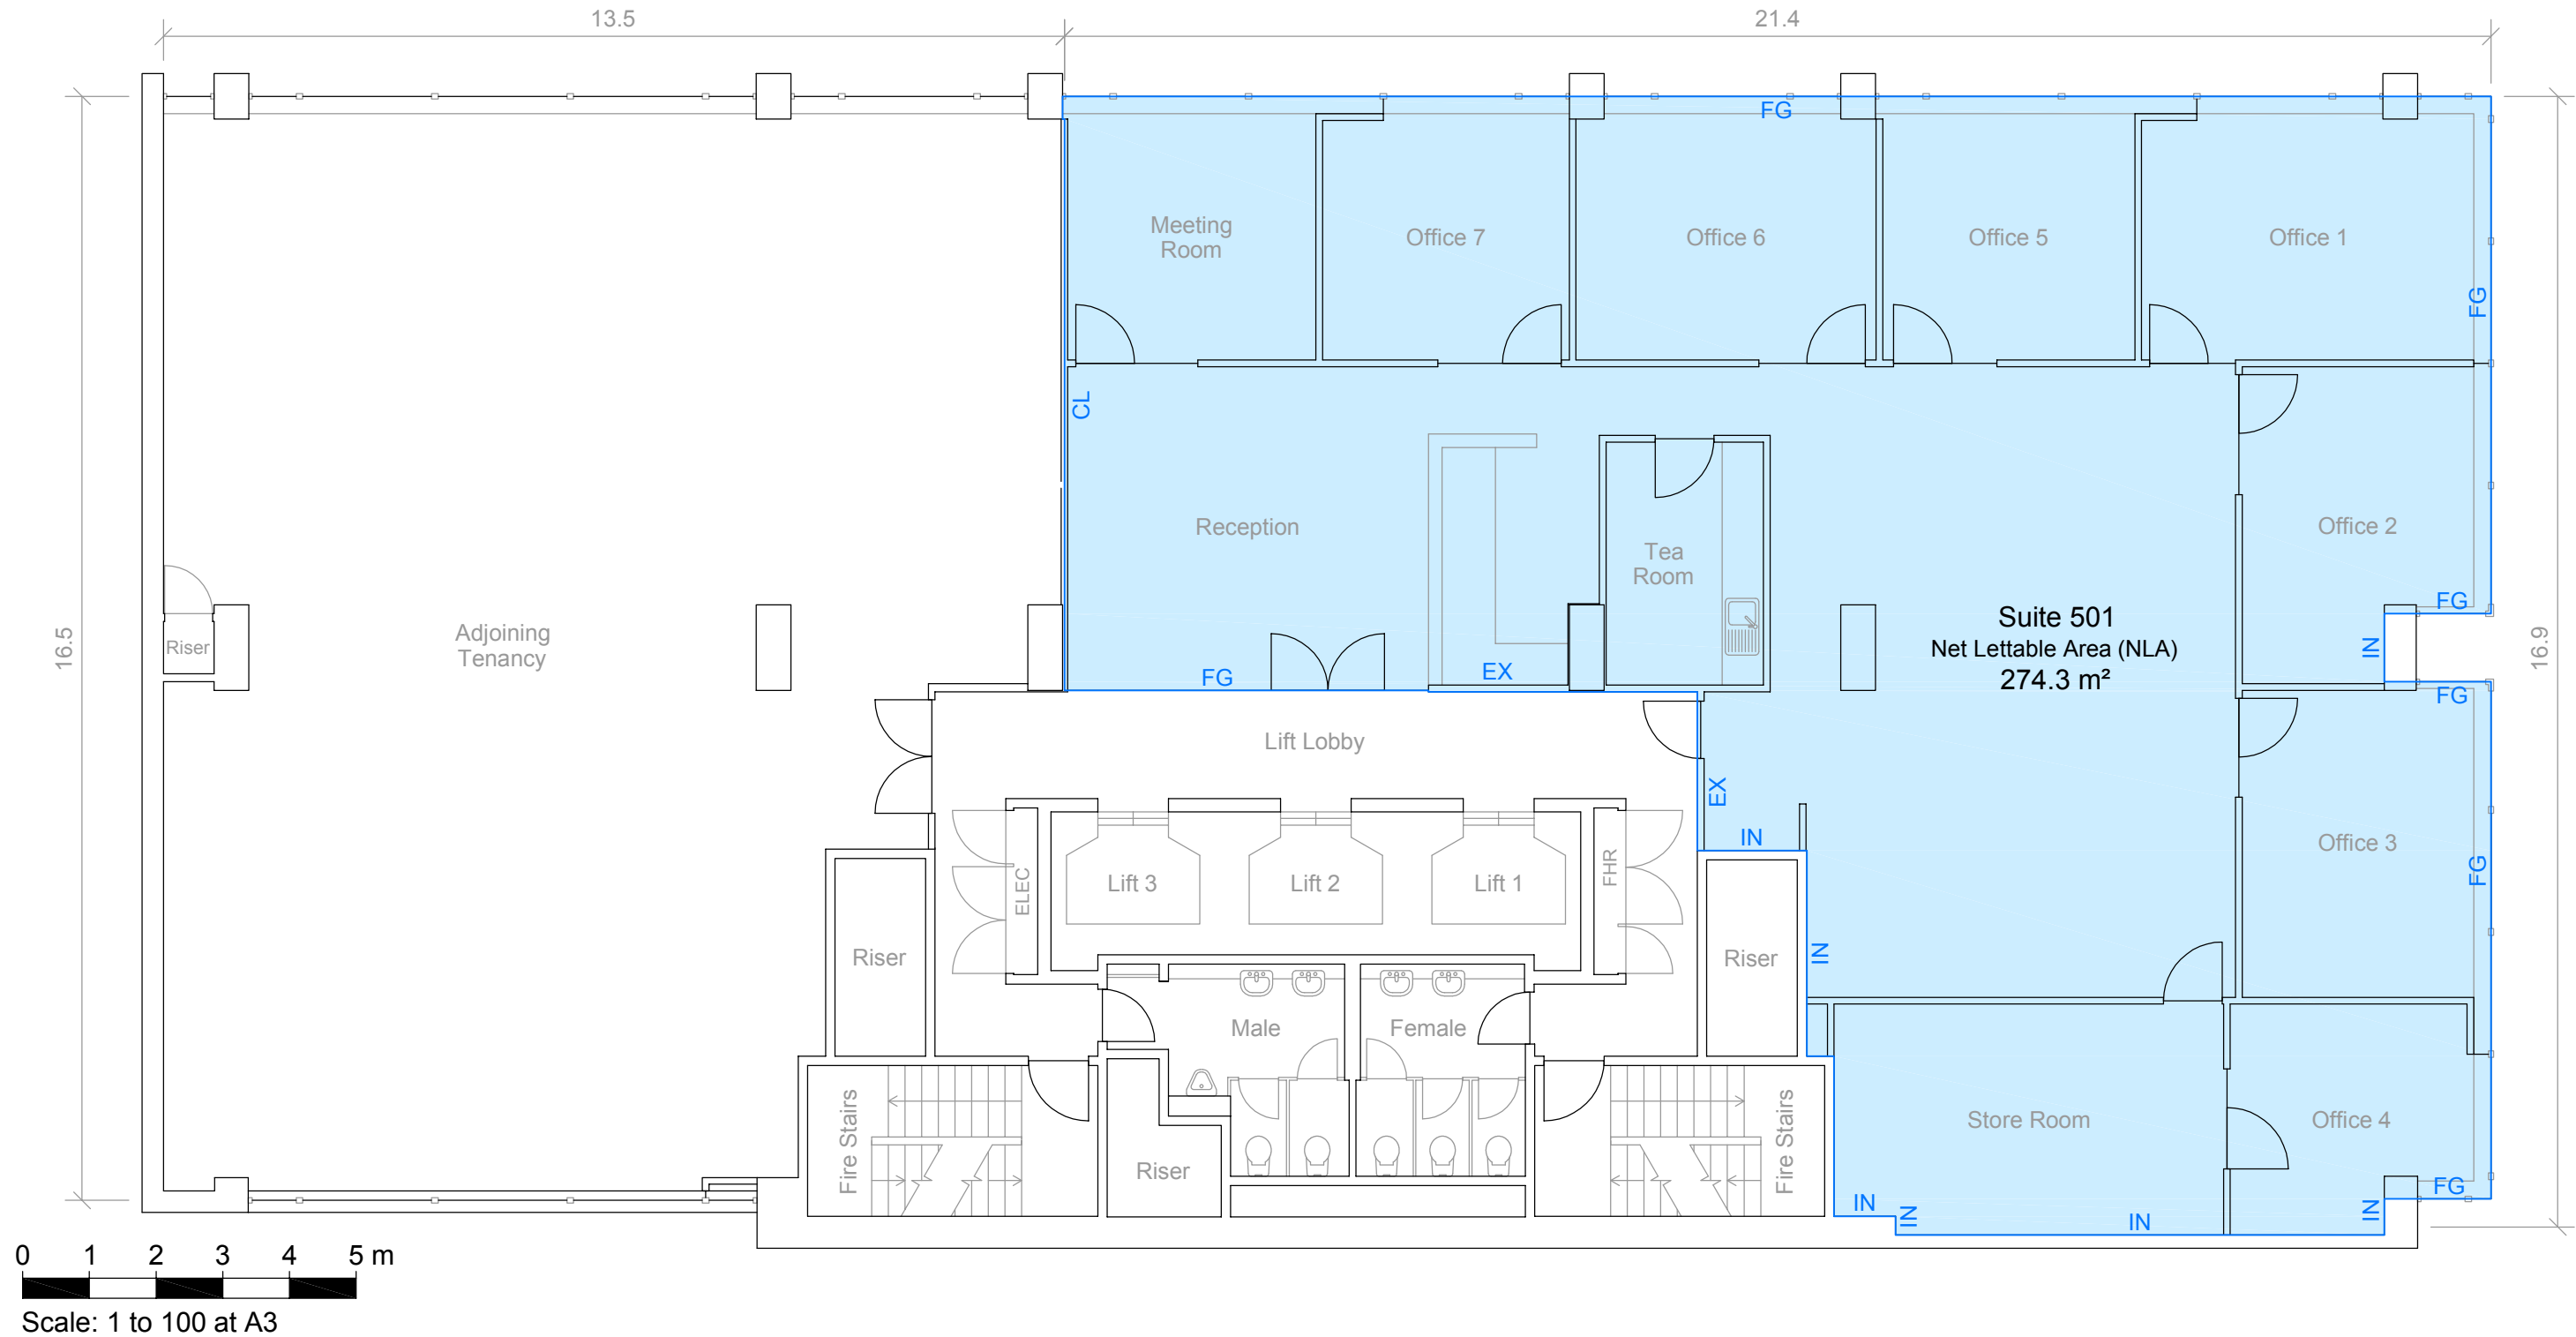 13.5
21.4
FG
Meeting
Room
Office 7
Office 6
Office 5
Office 1
FG
CL
Reception
Tea
Room
Office 2
FG
Riser
Adjoining
Tenancy
16.5
Suite 501
Net Lettable Area (NLA)
274.3 m²
IN
16.9
FG
EX
FG
Lift Lobby
EX
IN
Office 3
FG
ELEC
Lift 3
Lift 2
Lift 1
FHR
Riser
Riser
IN
Male
Female
Fire Stairs
Riser
Fire Stairs
Store Room
Office 4
FG
IN
IN
IN
IN
0 1 2 3 4 5 m
Scale: 1 to 100 at A3